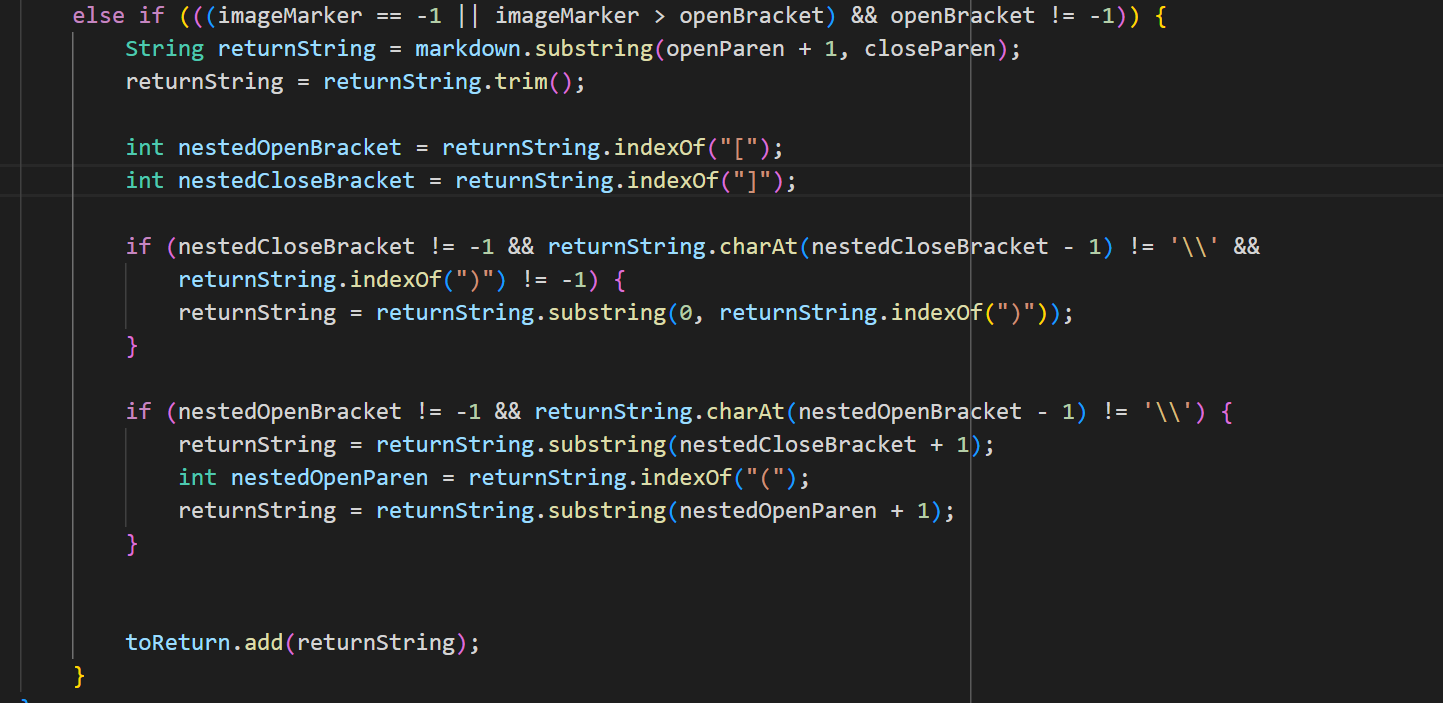 else if (((imageMarker == -1 || imageMarker > openBracket) && openBracket != -1)) {
String returnString = markdown.substring(openParen + 1, closeParen);
returnString = returnString.trim();
int nestedOpenBracket = returnString.indexOf("[");
int nestedCloseBracket = returnString.indexOf("]");
if (nestedCloseBracket != -1 && returnString.charAt(nestedCloseBracket - 1) != '\\' &&
returnString.indexOf(")") != -1) {
returnString = returnString.substring(0, returnString.indexOf(")"));
}
if (nestedOpenBracket != -1 && returnString.charAt(nestedOpenBracket - 1) != '\\') {
returnString = returnString.substring(nestedCloseBracket + 1);
int nestedOpenParen = returnString.indexOf("(");
returnString = returnString.substring(nestedOpenParen + 1);
}
toReturn.add(returnString);
}